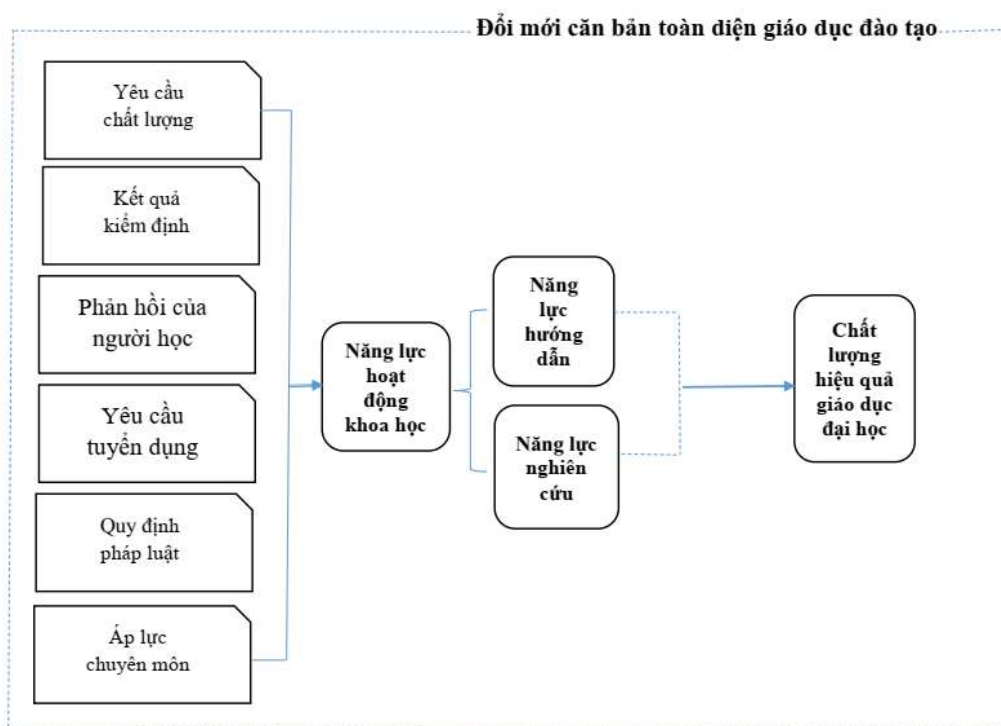 Đổi mới căn bản toàn diện giáo dục đào tạo
Yêu cầu
chất lượng
Kết quả
kiểm định
Phản hồi của
người học
Yêu cầu
tuyển dụng
Quy định
pháp luật
Áp lực
chuyên môn
Năng lực
hoạt
động
khoa học
Năng
lực
hướng
dẫn
Năng lực
nghiên
cứu
Chất
lượng
hiệu quả
giáo dục
đại học